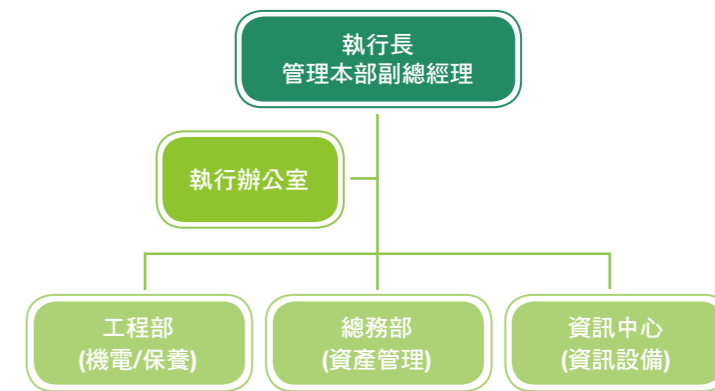 執行長
管理本部副總經理
執行辦公室
工程部
(機電/保養)
總務部
(資產管理)
資訊中心
(資訊設備)